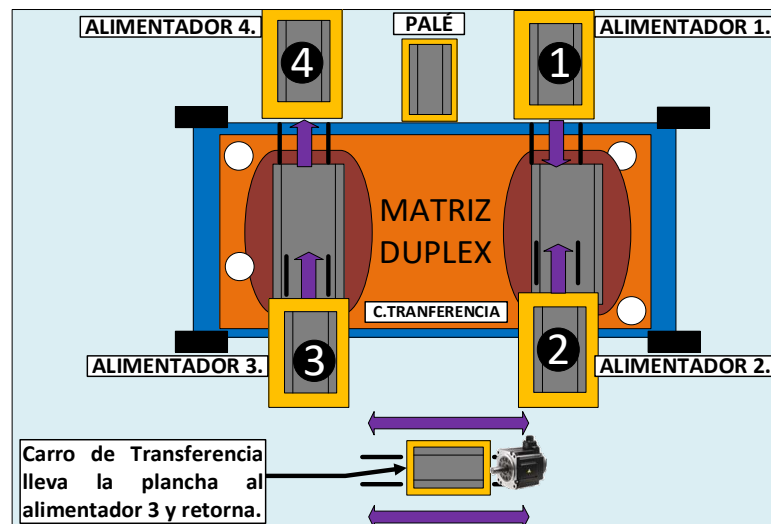 ALIMENTADOR 4.
PALÉ
ALIMENTADOR 1.
4
1
MATRIZ
DUPLEX
C.TRANFERENCIA
ALIMENTADOR 3.
3
2
ALIMENTADOR 2.
Carro de Transferencia
lleva la plancha al
alimentador 3 y retorna.